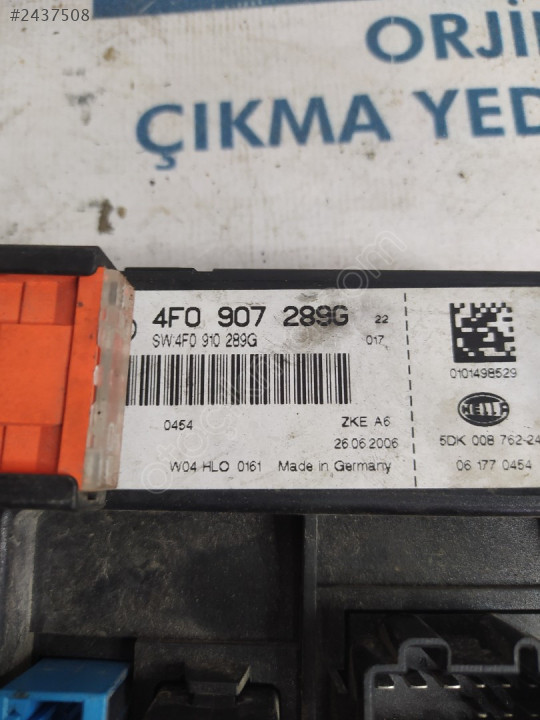 #2437508
ORJİ
ÇIKMA YED
4F0 907 289G 22
SW:4F0 910 289G 017
0454 ZKE A6
26.06.2006
W04 HLO 0161 Made in Germany
0101498529
HELLA
5DK 008 762-24
06 177 0454